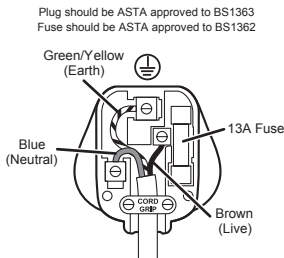 Plug should be ASTA approved to BS1363
Fuse should be ASTA approved to BS1362
Green/Yellow
(Earth)
13A Fuse
Blue
(Neutral)
CORD
GRIP
Brown
(Live)